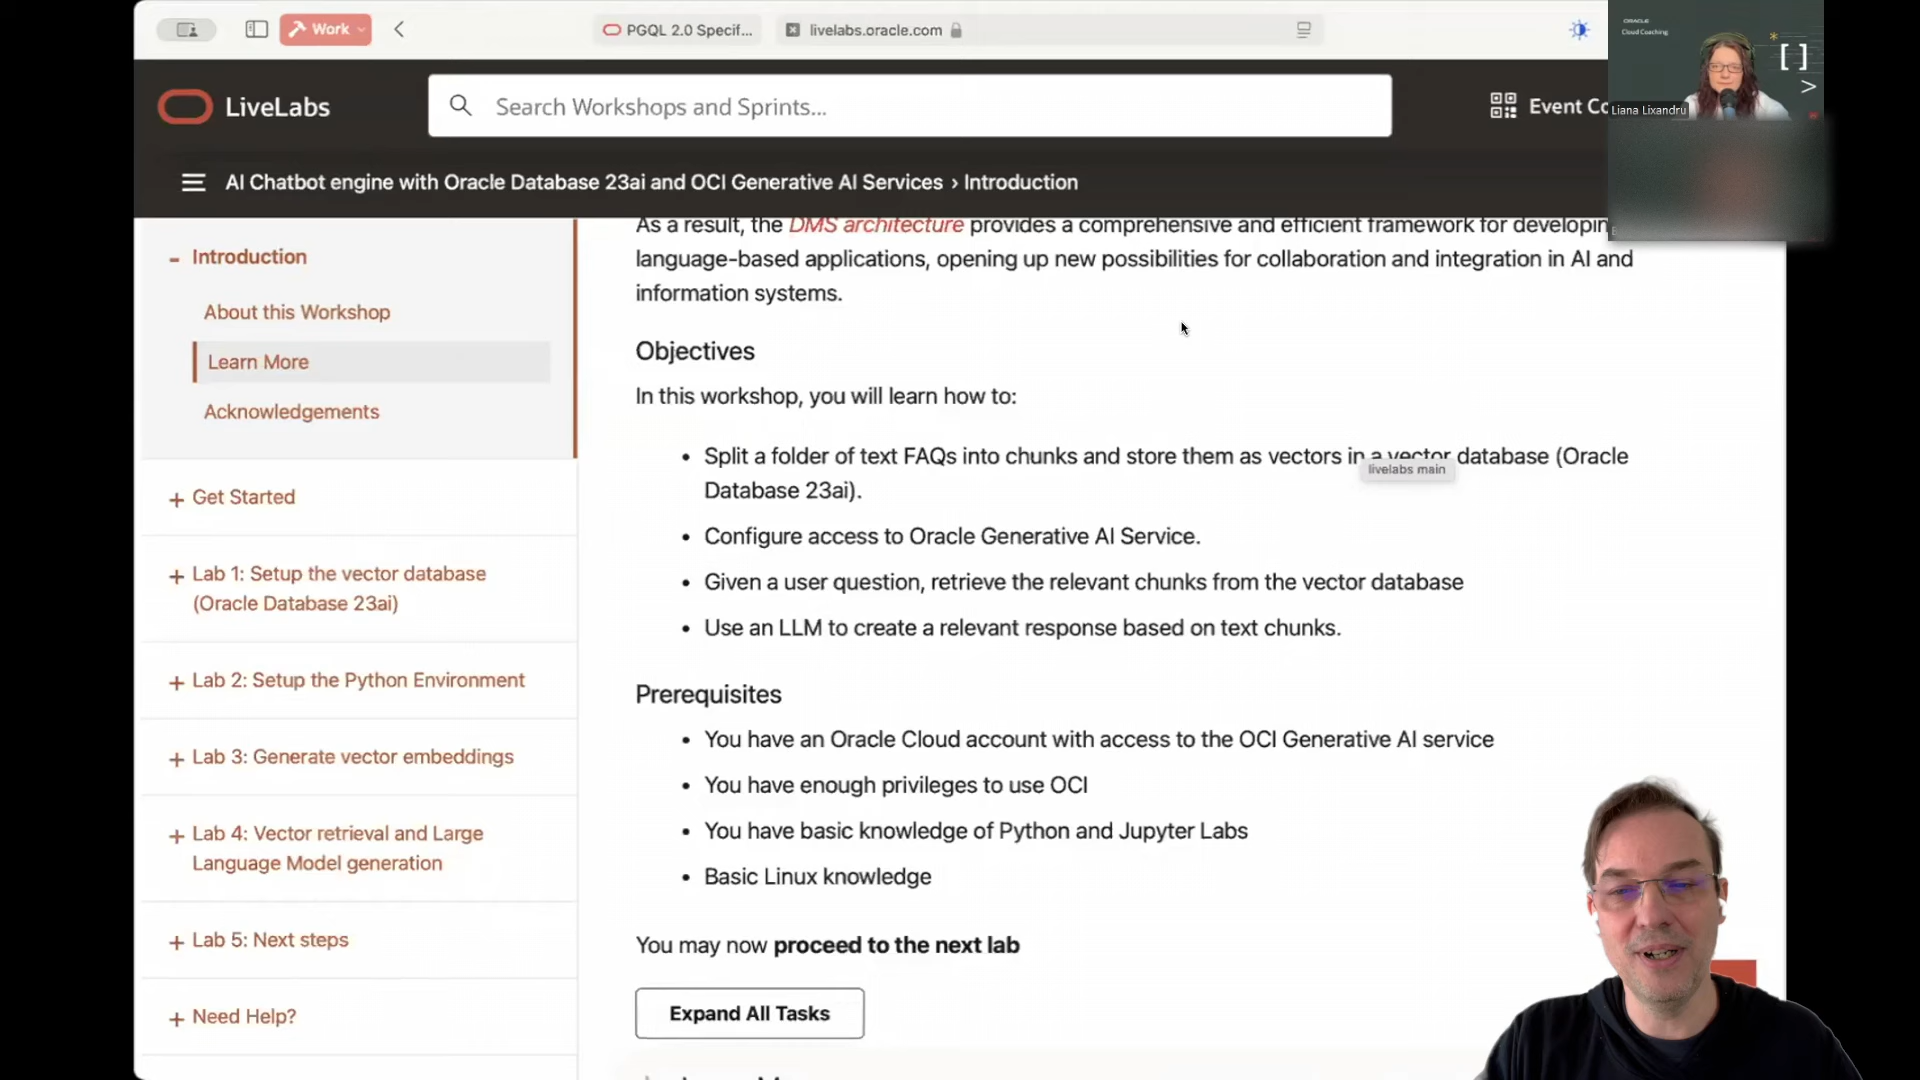 Work
PGQL 2.0 Specif...
livelabs.oracle.com
ORACLE
Cloud Coaching
[ ]
>
Liana Lixandru
LiveLabs
Search Workshops and Sprints...
Event Co
AI Chatbot engine with Oracle Database 23ai and OCI Generative AI Services › Introduction
- Introduction
About this Workshop
Learn More
Acknowledgements
+ Get Started
+ Lab 1: Setup the vector database
(Oracle Database 23ai)
+ Lab 2: Setup the Python Environment
+ Lab 3: Generate vector embeddings
+ Lab 4: Vector retrieval and Large
Language Model generation
+ Lab 5: Next steps
+ Need Help?
As a result, the DMS architecture provides a comprehensive and efficient framework for developin
language-based applications, opening up new possibilities for collaboration and integration in AI and
information systems.
Objectives
In this workshop, you will learn how to:
• Split a folder of text FAQs into chunks and store them as vectors in a vector database (Oracle
livelabs main
Database 23ai).
• Configure access to Oracle Generative AI Service.
• Given a user question, retrieve the relevant chunks from the vector database
• Use an LLM to create a relevant response based on text chunks.
Prerequisites
• You have an Oracle Cloud account with access to the OCI Generative AI service
• You have enough privileges to use OCI
• You have basic knowledge of Python and Jupyter Labs
• Basic Linux knowledge
You may now proceed to the next lab
Expand All Tasks